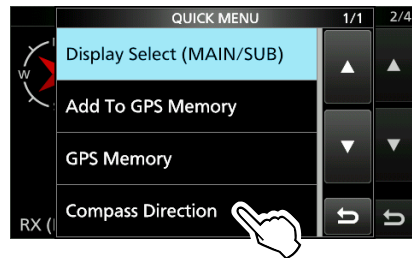 QUICK MENU 1/1 2/4
W
Display Select (MAIN/SUB)
Add To GPS Memory
GPS Memory
Compass Direction
RX (